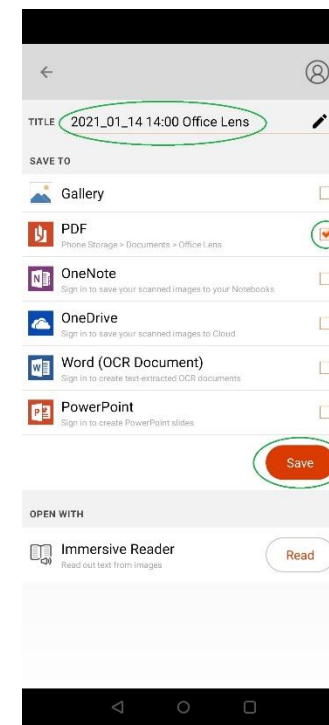 TITLE 2021_01_14 14:00 Office Lens
SAVE TO
Gallery
PDF
Phone Storage > Documents > Office Lens
OneNote
Sign in to save your scanned images to your Notebooks
OneDrive
Sign in to save your scanned images to Cloud
Word (OCR Document)
Sign in to create text-extracted OCR documents
PowerPoint
Sign in to create PowerPoint slides
Save
OPEN WITH
Immersive Reader
Read out text from images
Read